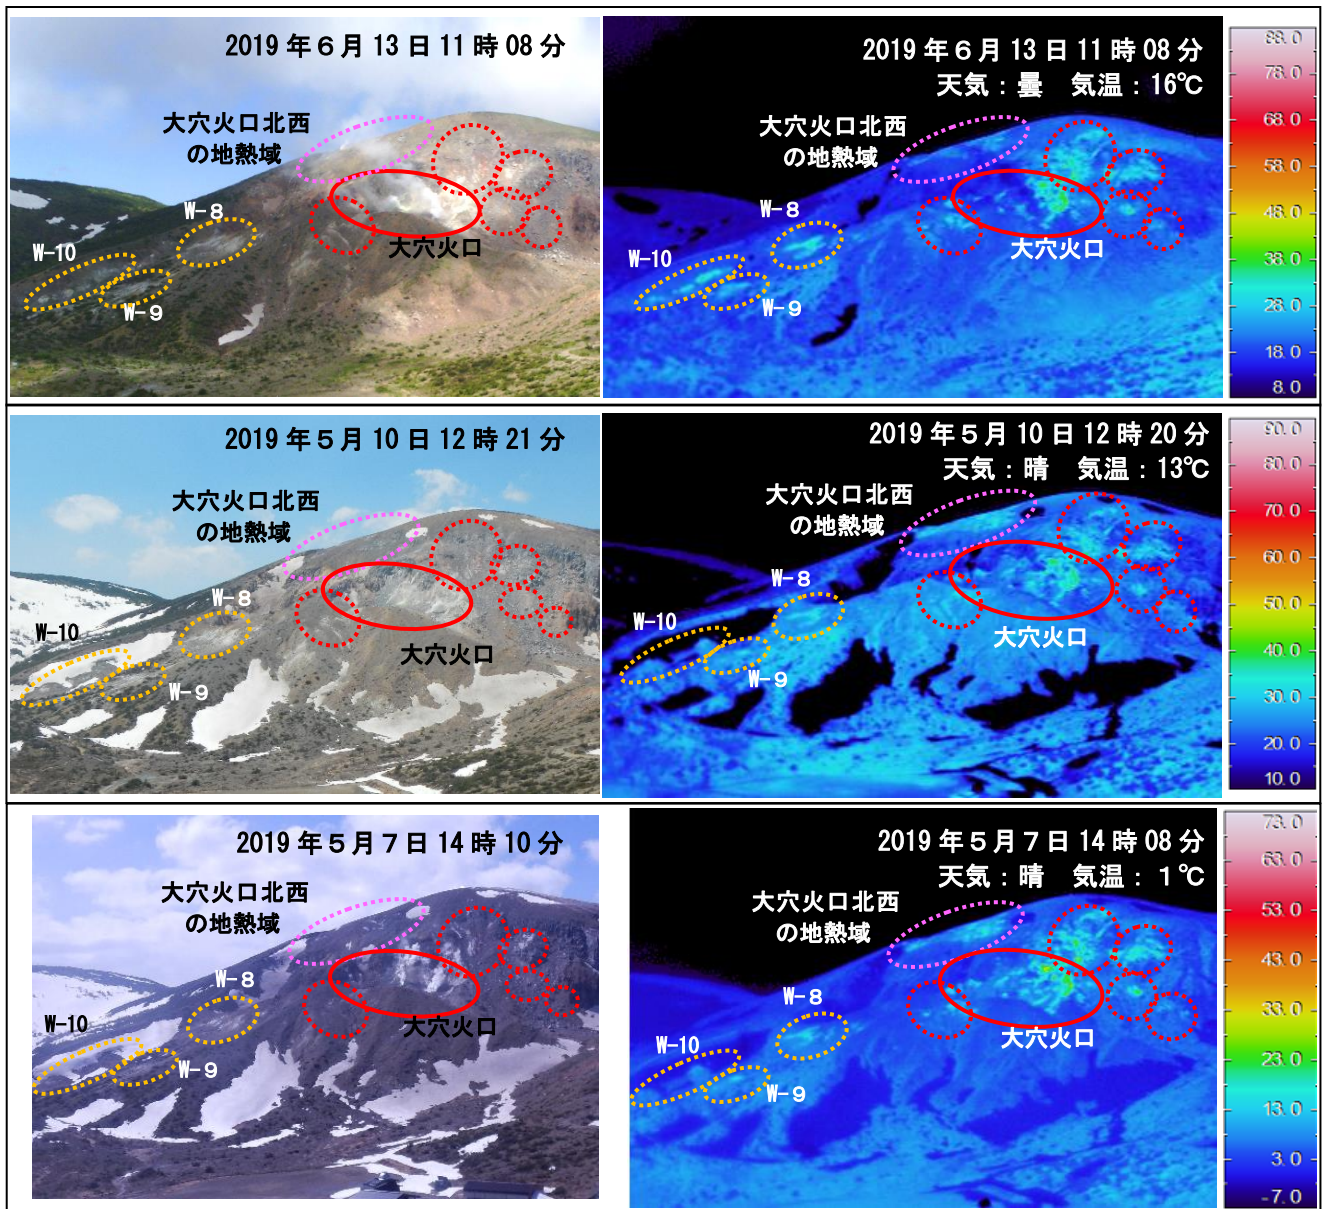 2019年６月13日11時08分
大穴火口北西
の地熱域
W-8
W-10
W-９
大穴火口
2019年６月13日11時08分
天気：曇　気温：16℃
大穴火口北西
の地熱域
W-8
W-10
W-９
大穴火口
88.0
78.0
68.0
58.0
48.0
38.0
28.0
18.0
8.0
2019年５月10日12時21分
大穴火口北西
の地熱域
W-８
W-10
W-９
大穴火口
2019年５月10日12時20分
天気：晴　気温：13℃
大穴火口北西
の地熱域
W-８
W-10
W-９
大穴火口
90.0
80.0
70.0
60.0
50.0
40.0
30.0
20.0
10.0
2019年５月７日14時10分
大穴火口北西
の地熱域
W-８
W-10
W-９
大穴火口
2019年５月７日14時08分
天気：晴　気温：１℃
大穴火口北西
の地熱域
W-８
W-10
W-９
大穴火口
73.0
63.0
53.0
43.0
33.0
23.0
13.0
3.0
-7.0